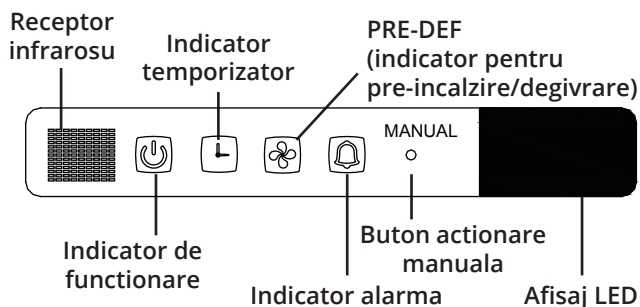 Receptor
infrarosu
Indicator
temporizator
PRE-DEF
(indicator pentru
pre-incalzire/degivrare)
MANUAL
Indicator de
functionare
Indicator alarma
Buton actionare
manuala
Afisaj LED